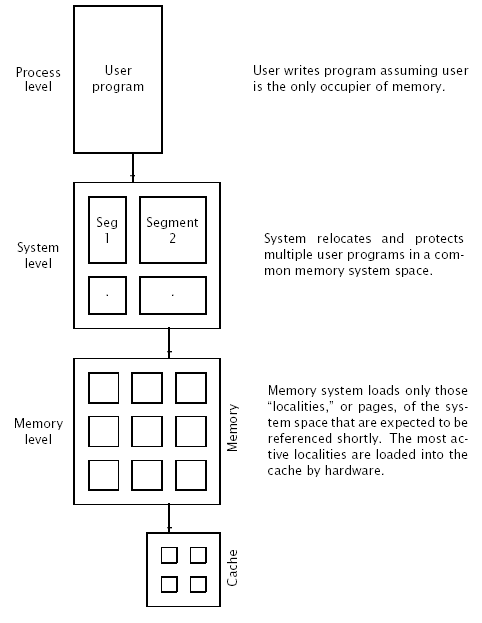 Process
level
User
program
User writes program assuming user
is the only occupier of memory.
System
level
Seg
1
Segment
2
.
.
System relocates and protects
multiple user programs in a com-
mon memory system space.
Memory
level
Memory
Memory system loads only those
“localities,” or pages, of the sys-
tem space that are expected to be
referenced shortly. The most ac-
tive localities are loaded into the
cache by hardware.
Cache